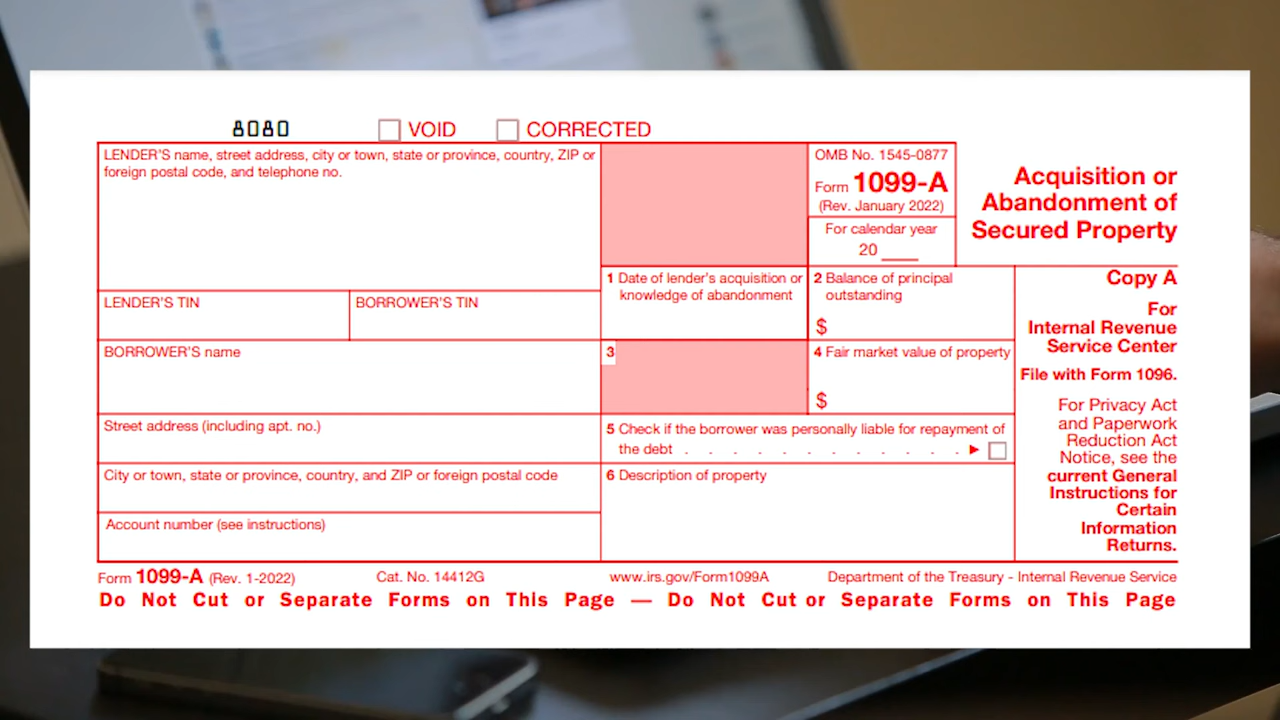 8080 VOID CORRECTED
LENDER'S name, street address, city or town, state or province, country, ZIP or
foreign postal code, and telephone no.
OMB No. 1545-0877
Form 1099-A
(Rev. January 2022)
For calendar year
20 ____
Acquisition or
Abandonment of
Secured Property
LENDER'S TIN
BORROWER'S TIN
1 Date of lender's acquisition or
knowledge of abandonment
2 Balance of principal
outstanding
$
Copy A
For
Internal Revenue
Service Center
File with Form 1096.
BORROWER'S name
3
4 Fair market value of property
$
For Privacy Act
and Paperwork
Reduction Act
Notice, see the
current General
Instructions for
Certain
Information
Returns.
Street address (including apt. no.)
5 Check if the borrower was personally liable for repayment of
the debt . . . . . . . . . . . . ►
City or town, state or province, country, and ZIP or foreign postal code
6 Description of property
Account number (see instructions)
Form 1099-A (Rev. 1-2022)
Cat. No. 14412G
www.irs.gov/Form1099A
Department of the Treasury - Internal Revenue Service
Do Not Cut or Separate Forms on This Page — Do Not Cut or Separate Forms on This Page